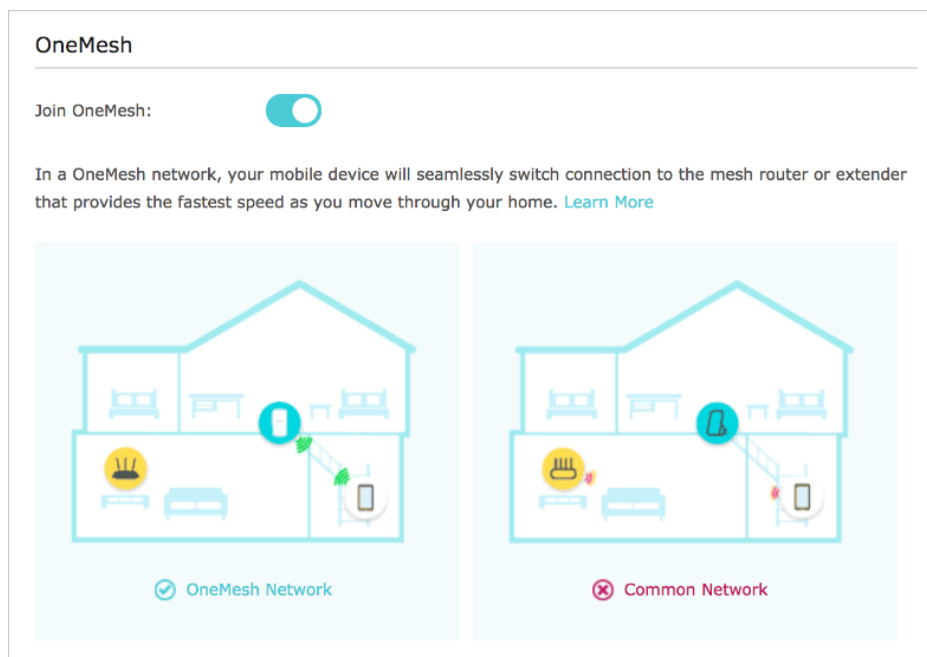 OneMesh
Join OneMesh:
In a OneMesh network, your mobile device will seamlessly switch connection to the mesh router or extender
that provides the fastest speed as you move through your home. Learn More
OneMesh Network
Common Network